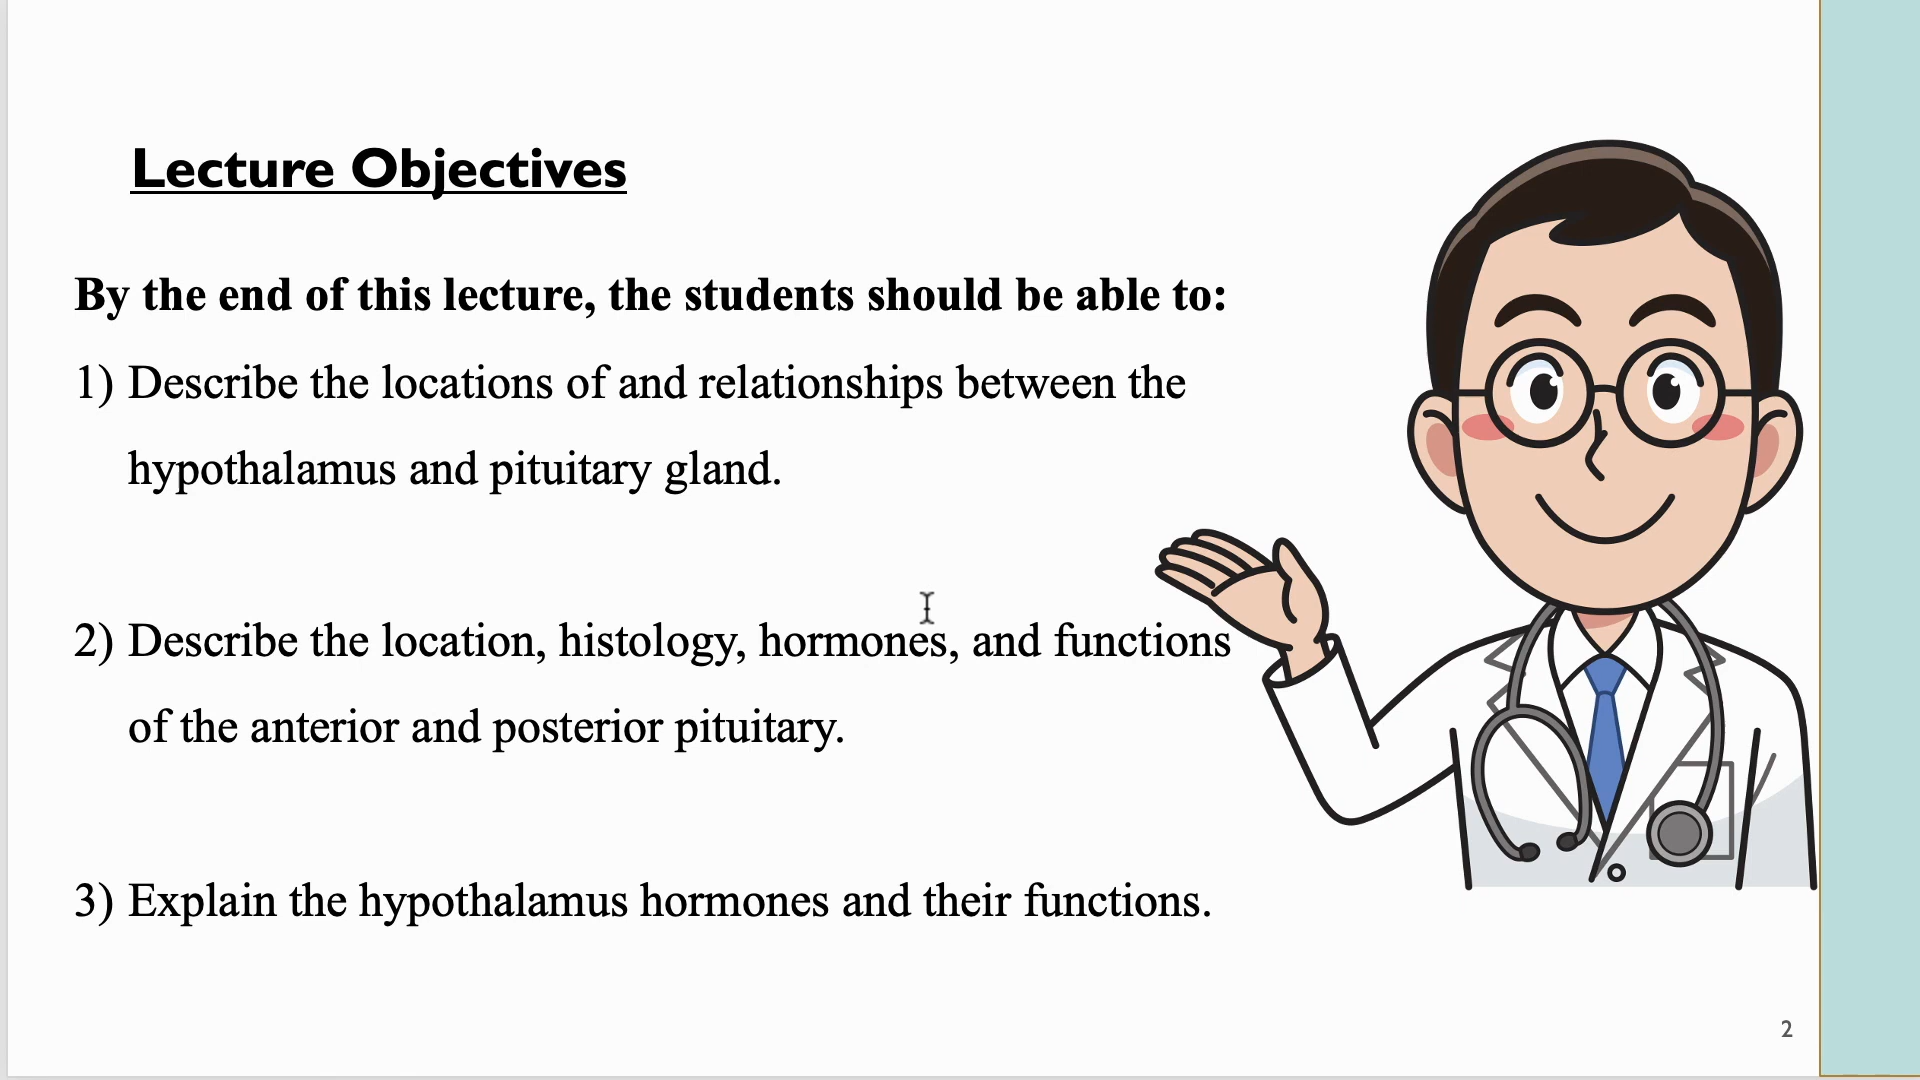 Lecture Objectives
By the end of this lecture, the students should be able to:
1) Describe the locations of and relationships between the
hypothalamus and pituitary gland.
2) Describe the location, histology, hormones, and functions
of the anterior and posterior pituitary.
3) Explain the hypothalamus hormones and their functions.
2